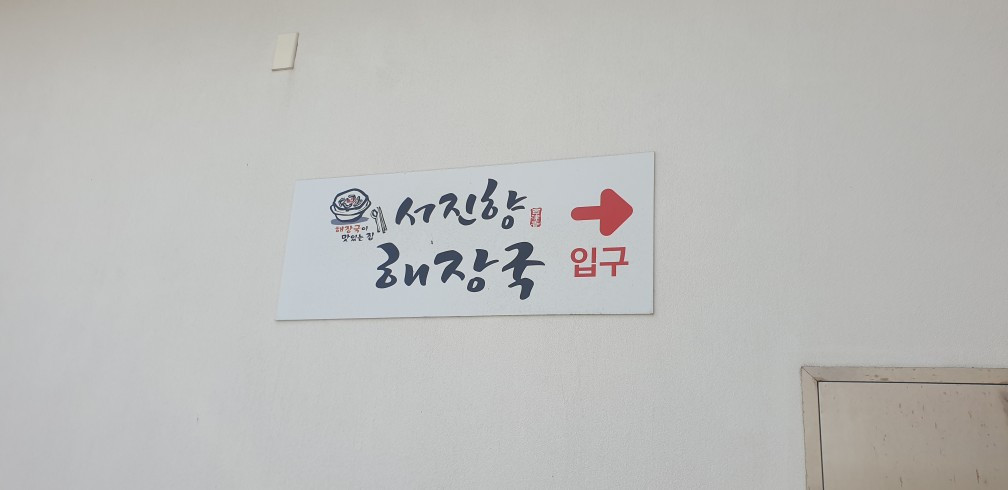 해장국이
맛있는 집
서진향
해장국
입구